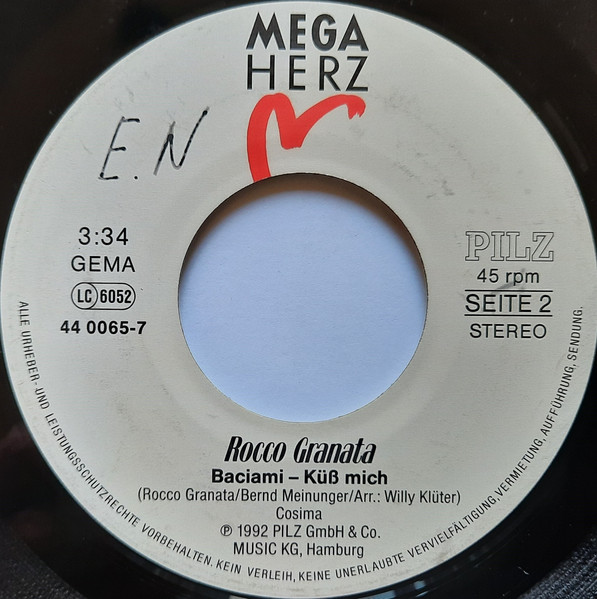 MEGA
HERZ
E.N
3:34
GEMA
LC 6052
44 0065-7
PILZ
45 rpm
SEITE 2
STEREO
Rocco Granata
Baciami – Küß mich
(Rocco Granata/Bernd Meinunger/Arr.: Willy Klüter)
Cosima
℗ 1992 PILZ GmbH & Co.
MUSIC KG, Hamburg
ALLE URHEBER- UND LEISTUNGSSCHUTZRECHTE VORBEHALTEN. KEIN VERLEIH, KEINE UNERLAUBTE VERVIELFÄLTIGUNG, VERMIETUNG, AUFFÜHRUNG, SENDUNG.